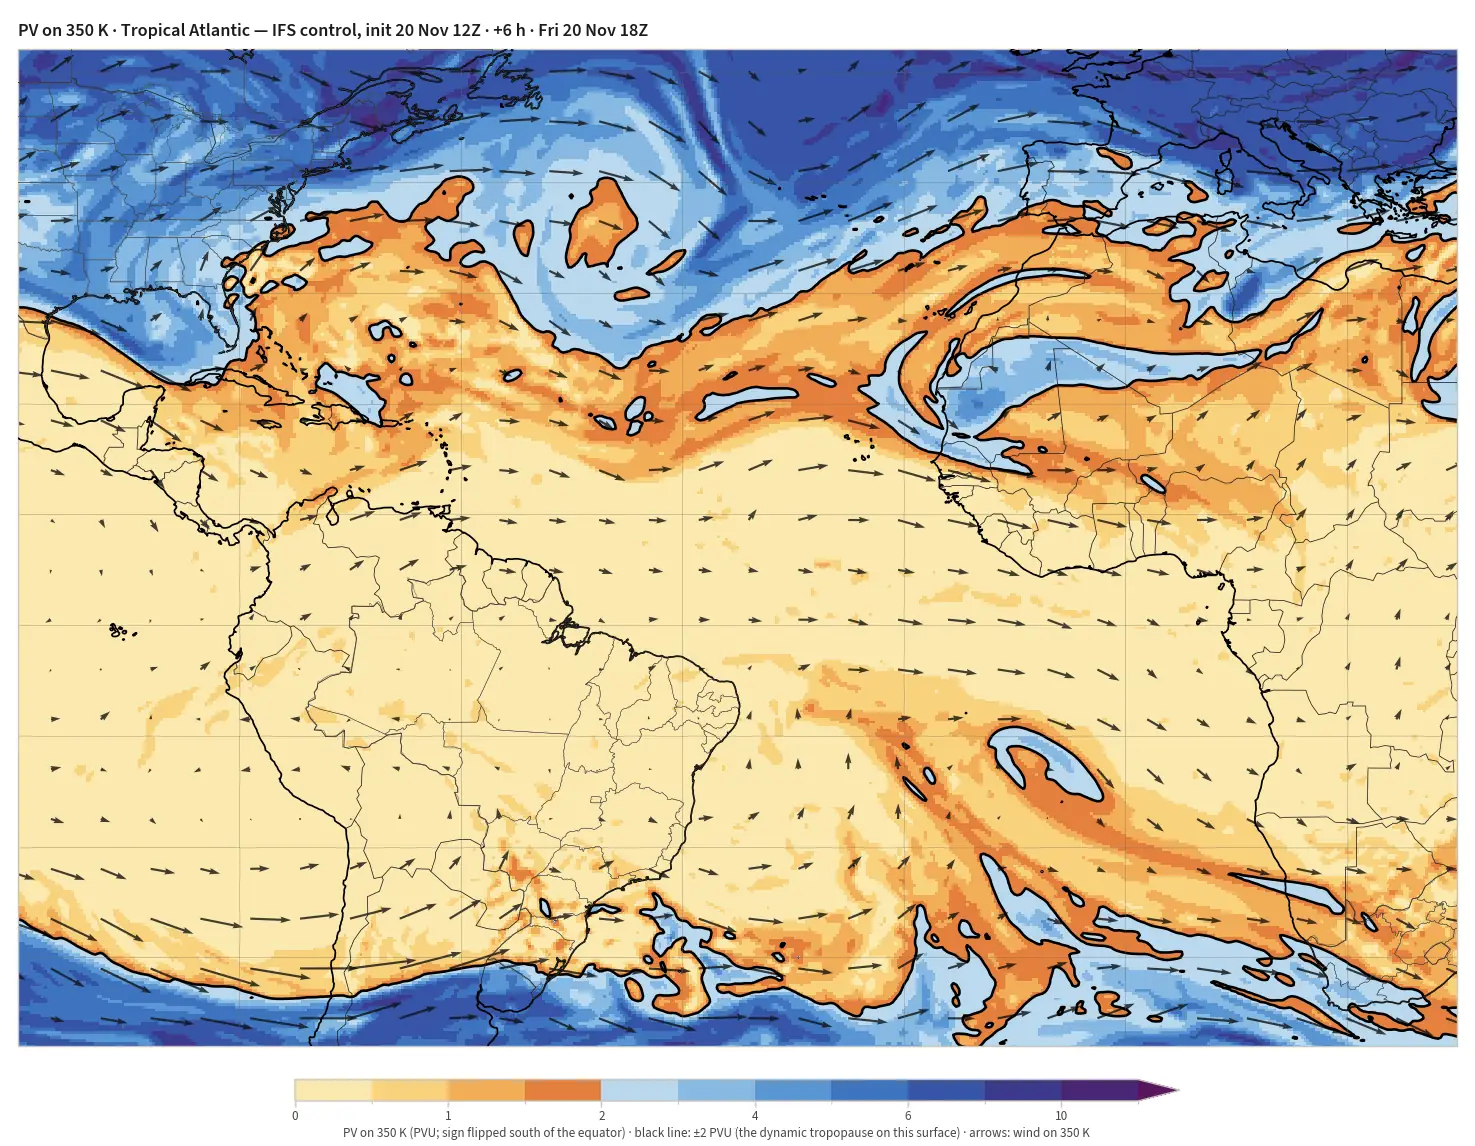 PV on 350 K · Tropical Atlantic — IFS control, init 20 Nov 12Z · +6 h · Fri 20 Nov 18Z
0 1 2 4 6 10
PV on 350 K (PVU; sign flipped south of the equator) · black line: ±2 PVU (the dynamic tropopause on this surface) · arrows: wind on 350 K